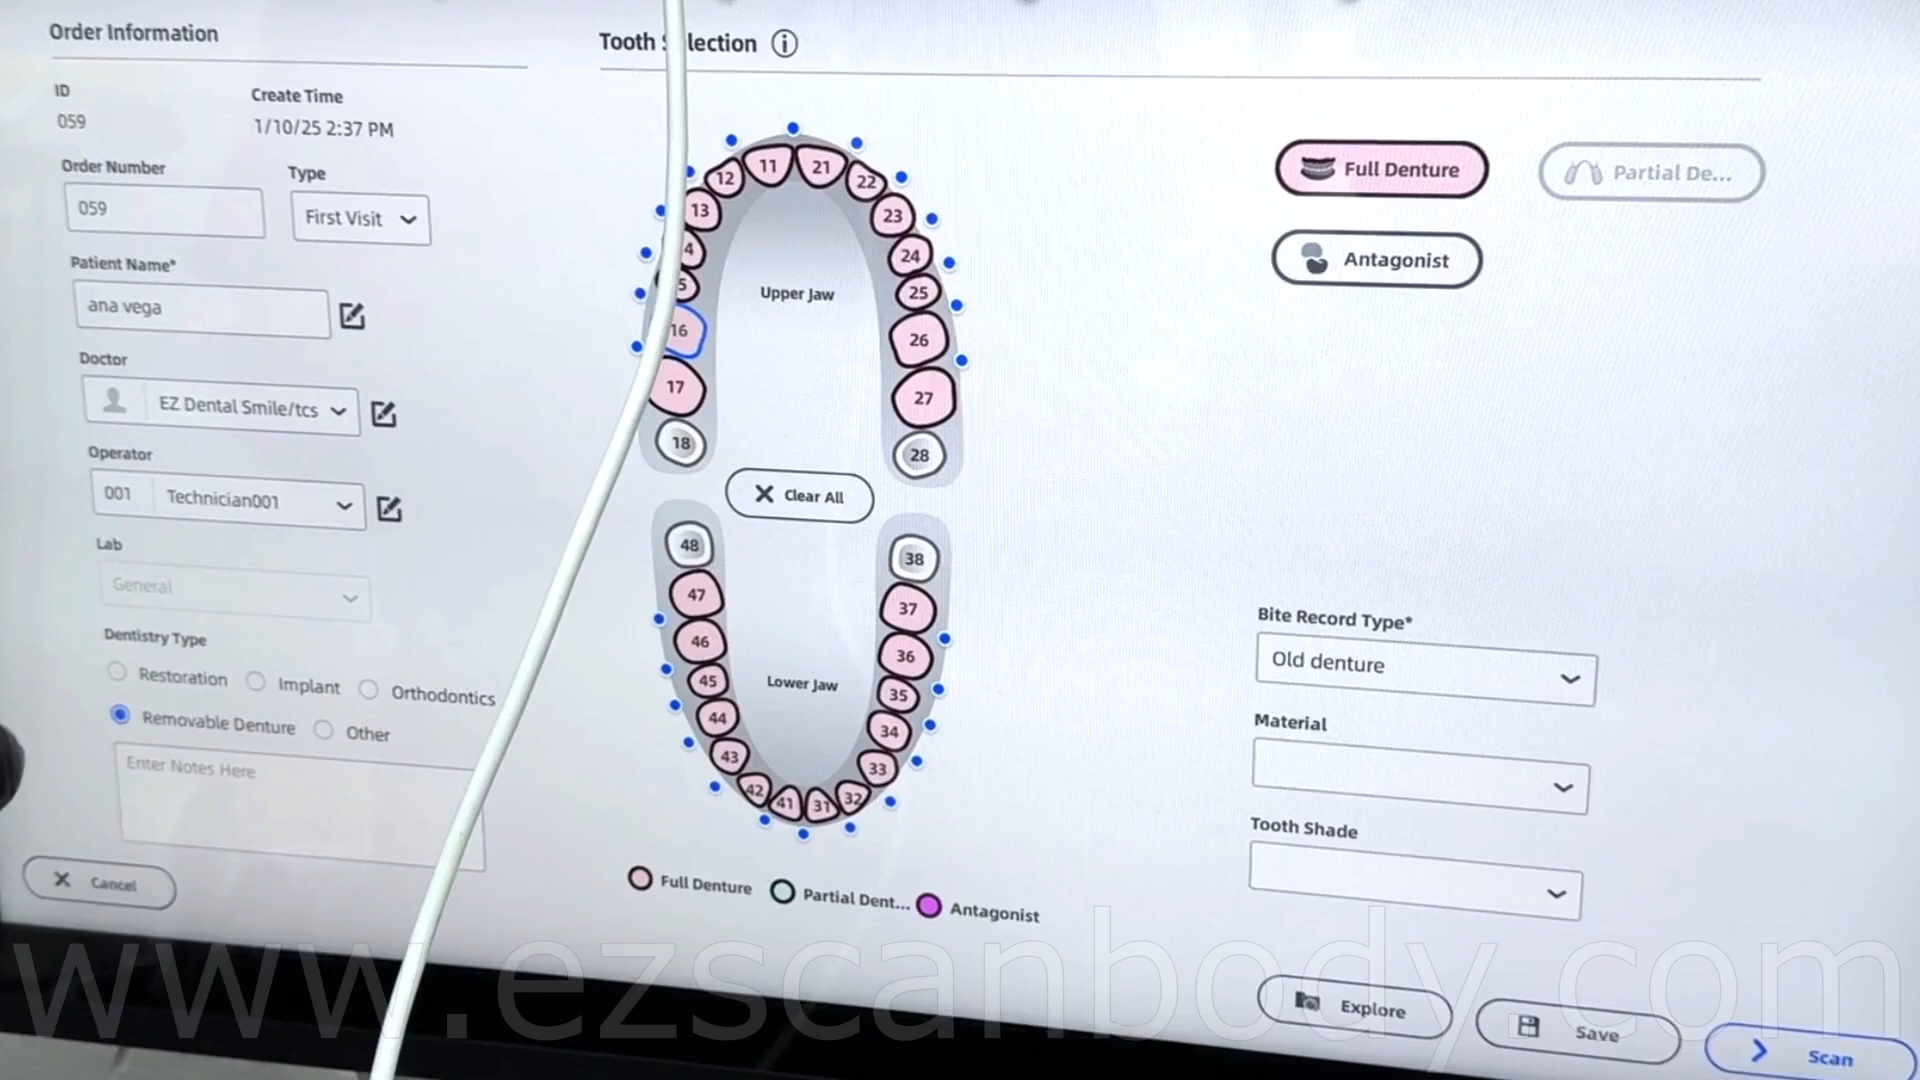 Order Information
ID
059
Create Time
1/10/25 2:37 PM
Order Number
059
Type
First Visit
Patient Name*
ana vega
Doctor
EZ Dental Smile/tcs
Operator
001 Technician001
Lab
General
Dentistry Type
Restoration Implant Orthodontics
Removable Denture Other
Enter Notes Here
Cancel
Tooth lection
11 21
12 22
13 23
4 24
5 25
Upper Jaw
16 26
17 27
18 28
Clear All
48 38
47 37
46 36
45 35
Lower Jaw
44 34
43 33
42 41 31 32
Full Denture Partial Dent... Antagonist
Full Denture
Partial De...
Antagonist
Bite Record Type*
Old denture
Material
Tooth Shade
Explore
Save
Scan
www.ezscanbody.com